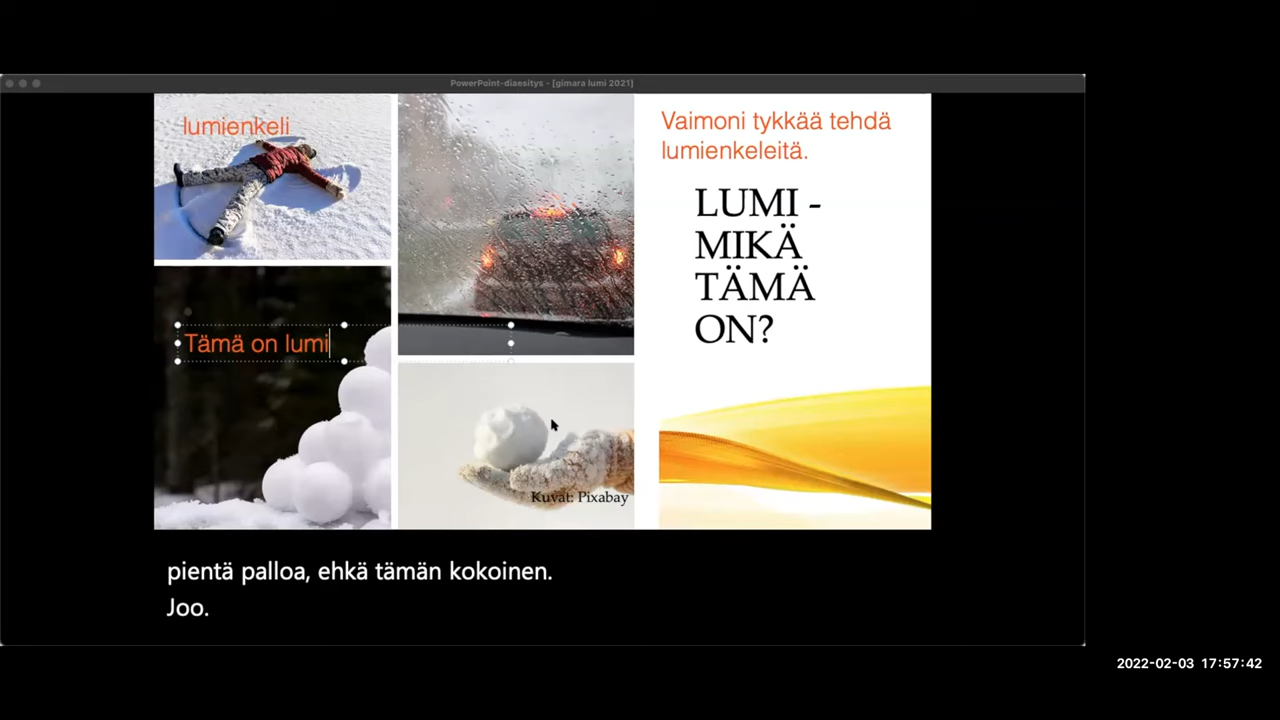 PowerPoint-diaesitys - [gimara lumi 2021]
lumienkeli
Vaimoni tykkää tehdä
lumienkeleitä.
LUMI -
MIKÄ
TÄMÄ
ON?
Tämä on lumi
Kuvat: Pixabay
pientä palloa, ehkä tämän kokoinen.
Joo.
2022-02-03 17:57:42